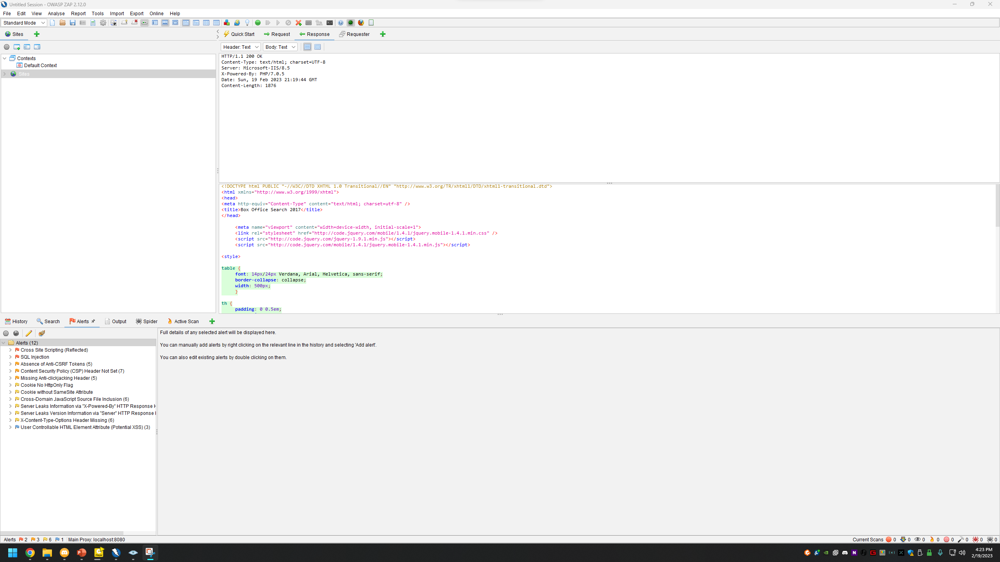 Untitled Session - OWASP ZAP 2.12.0
File Edit View Analyse Report Tools Import Export Online Help
Standard Mode
Sites
Quick Start Request Response Requester
Header: Text Body: Text
Contexts
Default Context
Sites
HTTP/1.1 200 OK
Content-Type: text/html; charset=UTF-8
Server: Microsoft-IIS/8.5
X-Powered-By: PHP/7.0.5
Date: Sun, 19 Feb 2023 21:19:44 GMT
Content-Length: 1876
<!DOCTYPE html PUBLIC "-//W3C//DTD XHTML 1.0 Transitional//EN" "http://www.w3.org/TR/xhtml1/DTD/xhtml1-transitional.dtd">
<html xmlns="http://www.w3.org/1999/xhtml">
<head>
<meta http-equiv="Content-Type" content="text/html; charset=utf-8" />
<title>Box Office Search 2017</title>
</head>
<meta name="viewport" content="width=device-width, initial-scale=1">
<link rel="stylesheet" href="http://code.jquery.com/mobile/1.4.1/jquery.mobile-1.4.1.min.css" />
<script src="http://code.jquery.com/jquery-1.9.1.min.js"></script>
<script src="http://code.jquery.com/mobile/1.4.1/jquery.mobile-1.4.1.min.js"></script>
<style>
table {
font: 14px/24px Verdana, Arial, Helvetica, sans-serif;
border-collapse: collapse;
width: 500px;
}
th {
padding: 0 0.5em;
History Search Alerts Output Spider Active Scan
Alerts (12)
Cross Site Scripting (Reflected)
SQL Injection
Absence of Anti-CSRF Tokens (5)
Content Security Policy (CSP) Header Not Set (7)
Missing Anti-clickjacking Header (5)
Cookie No HttpOnly Flag
Cookie without SameSite Attribute
Cross-Domain JavaScript Source File Inclusion (6)
Server Leaks Information via "X-Powered-By" HTTP Response H
Server Leaks Version Information via "Server" HTTP Response
X-Content-Type-Options Header Missing (6)
User Controllable HTML Element Attribute (Potential XSS) (3)
Full details of any selected alert will be displayed here.
You can manually add alerts by right clicking on the relevant line in the history and selecting 'Add alert'.
You can also edit existing alerts by double clicking on them.
Alerts 2 3 6 1 Main Proxy: localhost:8080
Current Scans 0 0 0 0 0 0 0 0
4:23 PM
2/19/2023